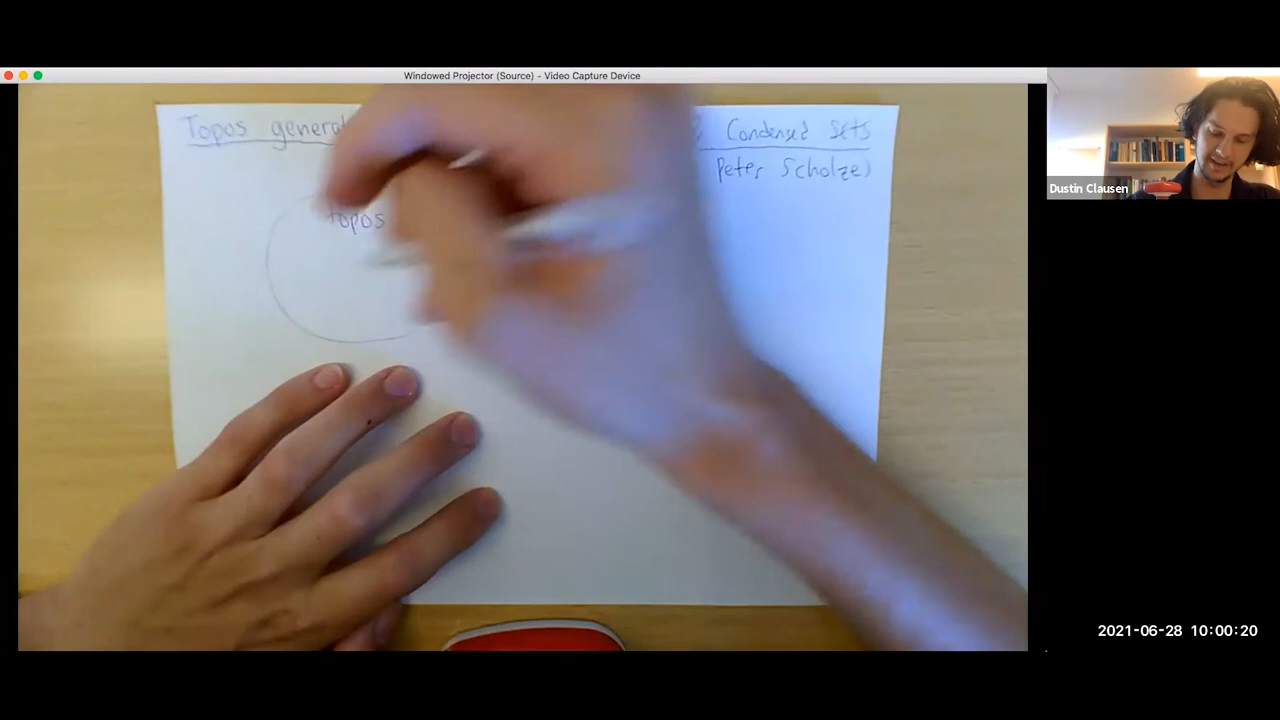 Windowed Projector (Source) - Video Capture Device
Topos general
& Condensed Sets
Peter Scholze)
topos
Dustin Clausen
2021-06-28 10:00:20